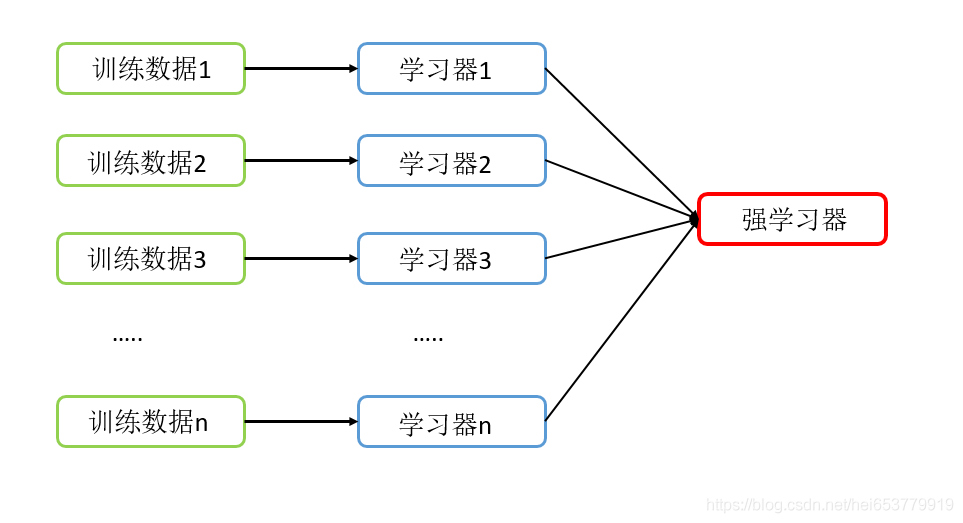 训练数据1
学习器1
训练数据2
学习器2
强学习器
训练数据3
学习器3
.....
.....
训练数据n
学习器n
https://blog.csdn.net/hei653779919